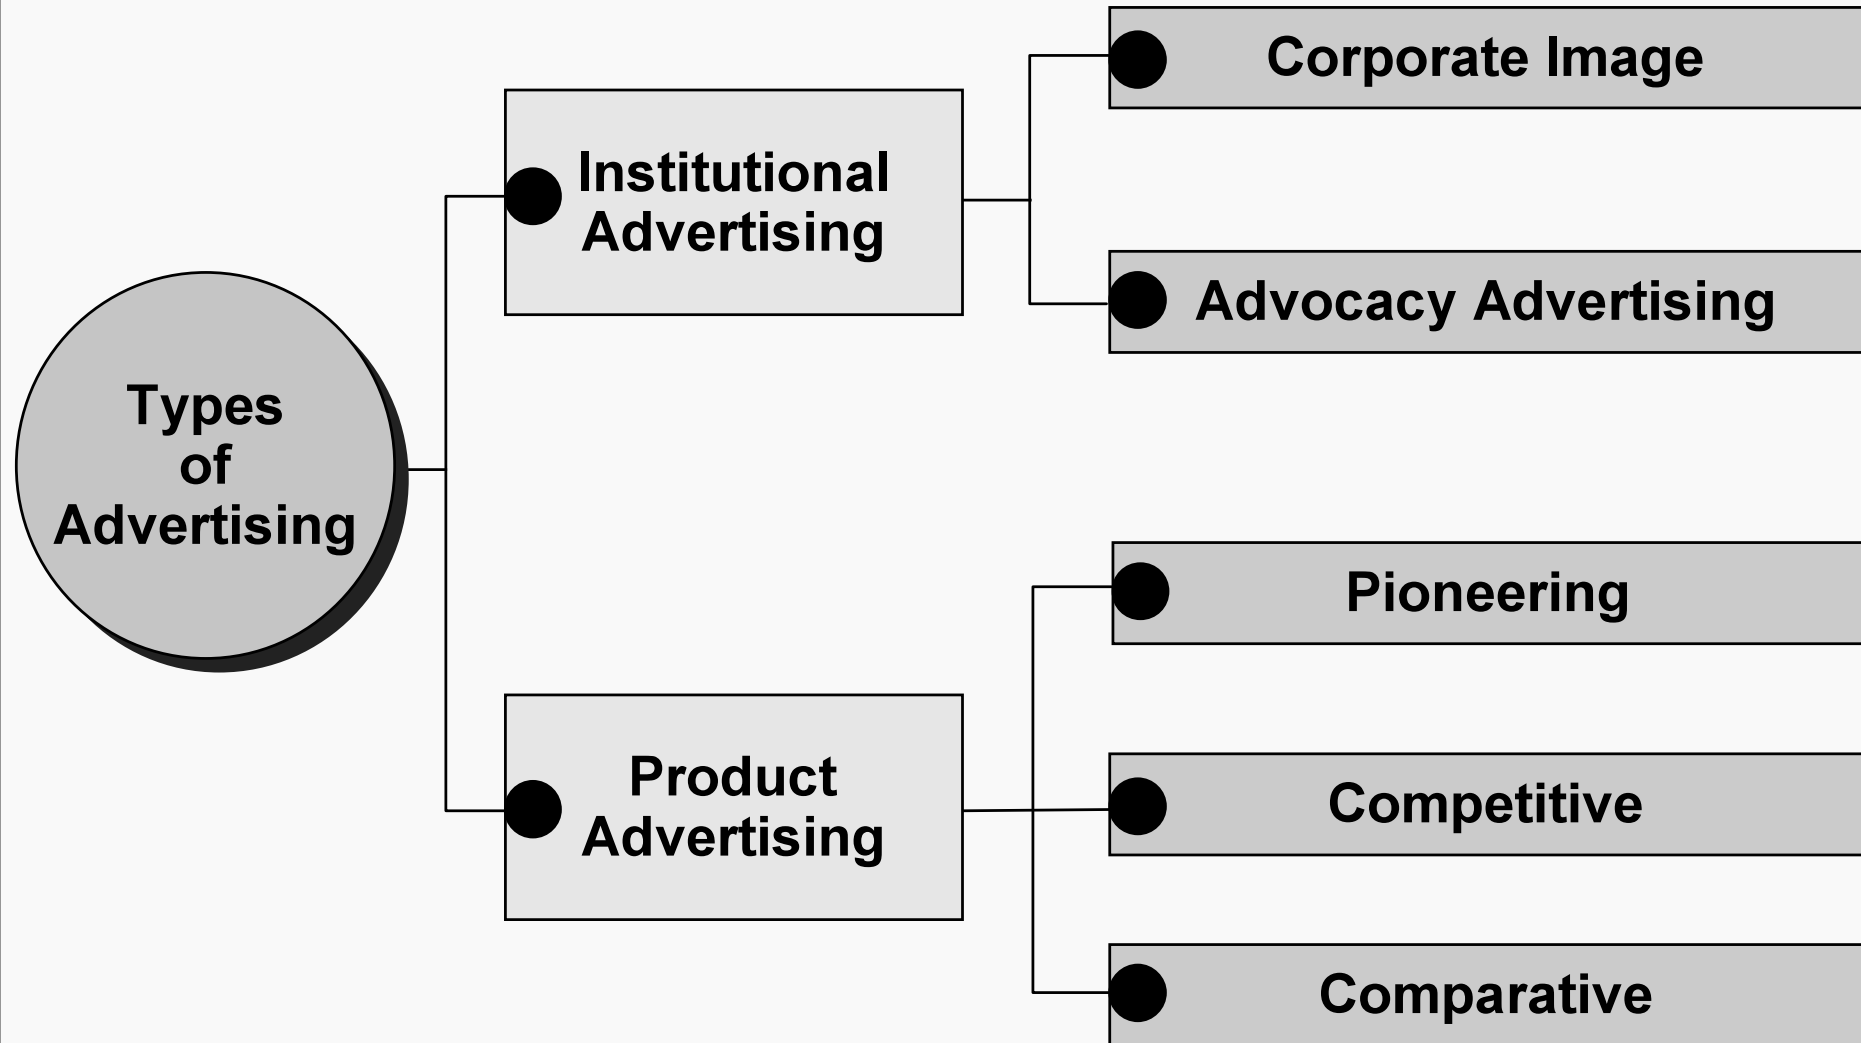 Types
of
Advertising
Institutional
Advertising
Corporate Image
Advocacy Advertising
Product
Advertising
Pioneering
Competitive
Comparative